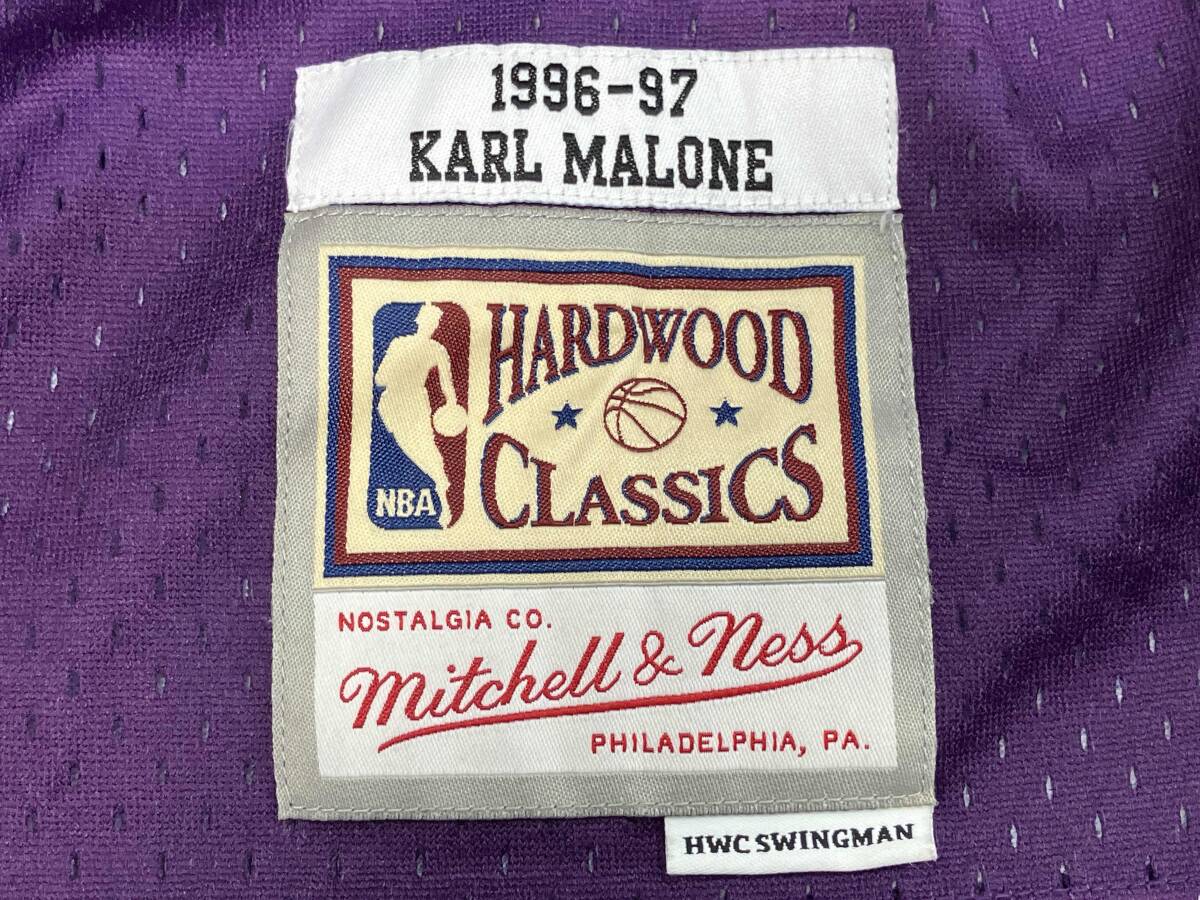 1996-97
KARL MALONE
HARDWOOD
CLASSICS
NBA
NOSTALGIA CO.
Mitchell & Ness
PHILADELPHIA, PA.
HWC SWINGMAN